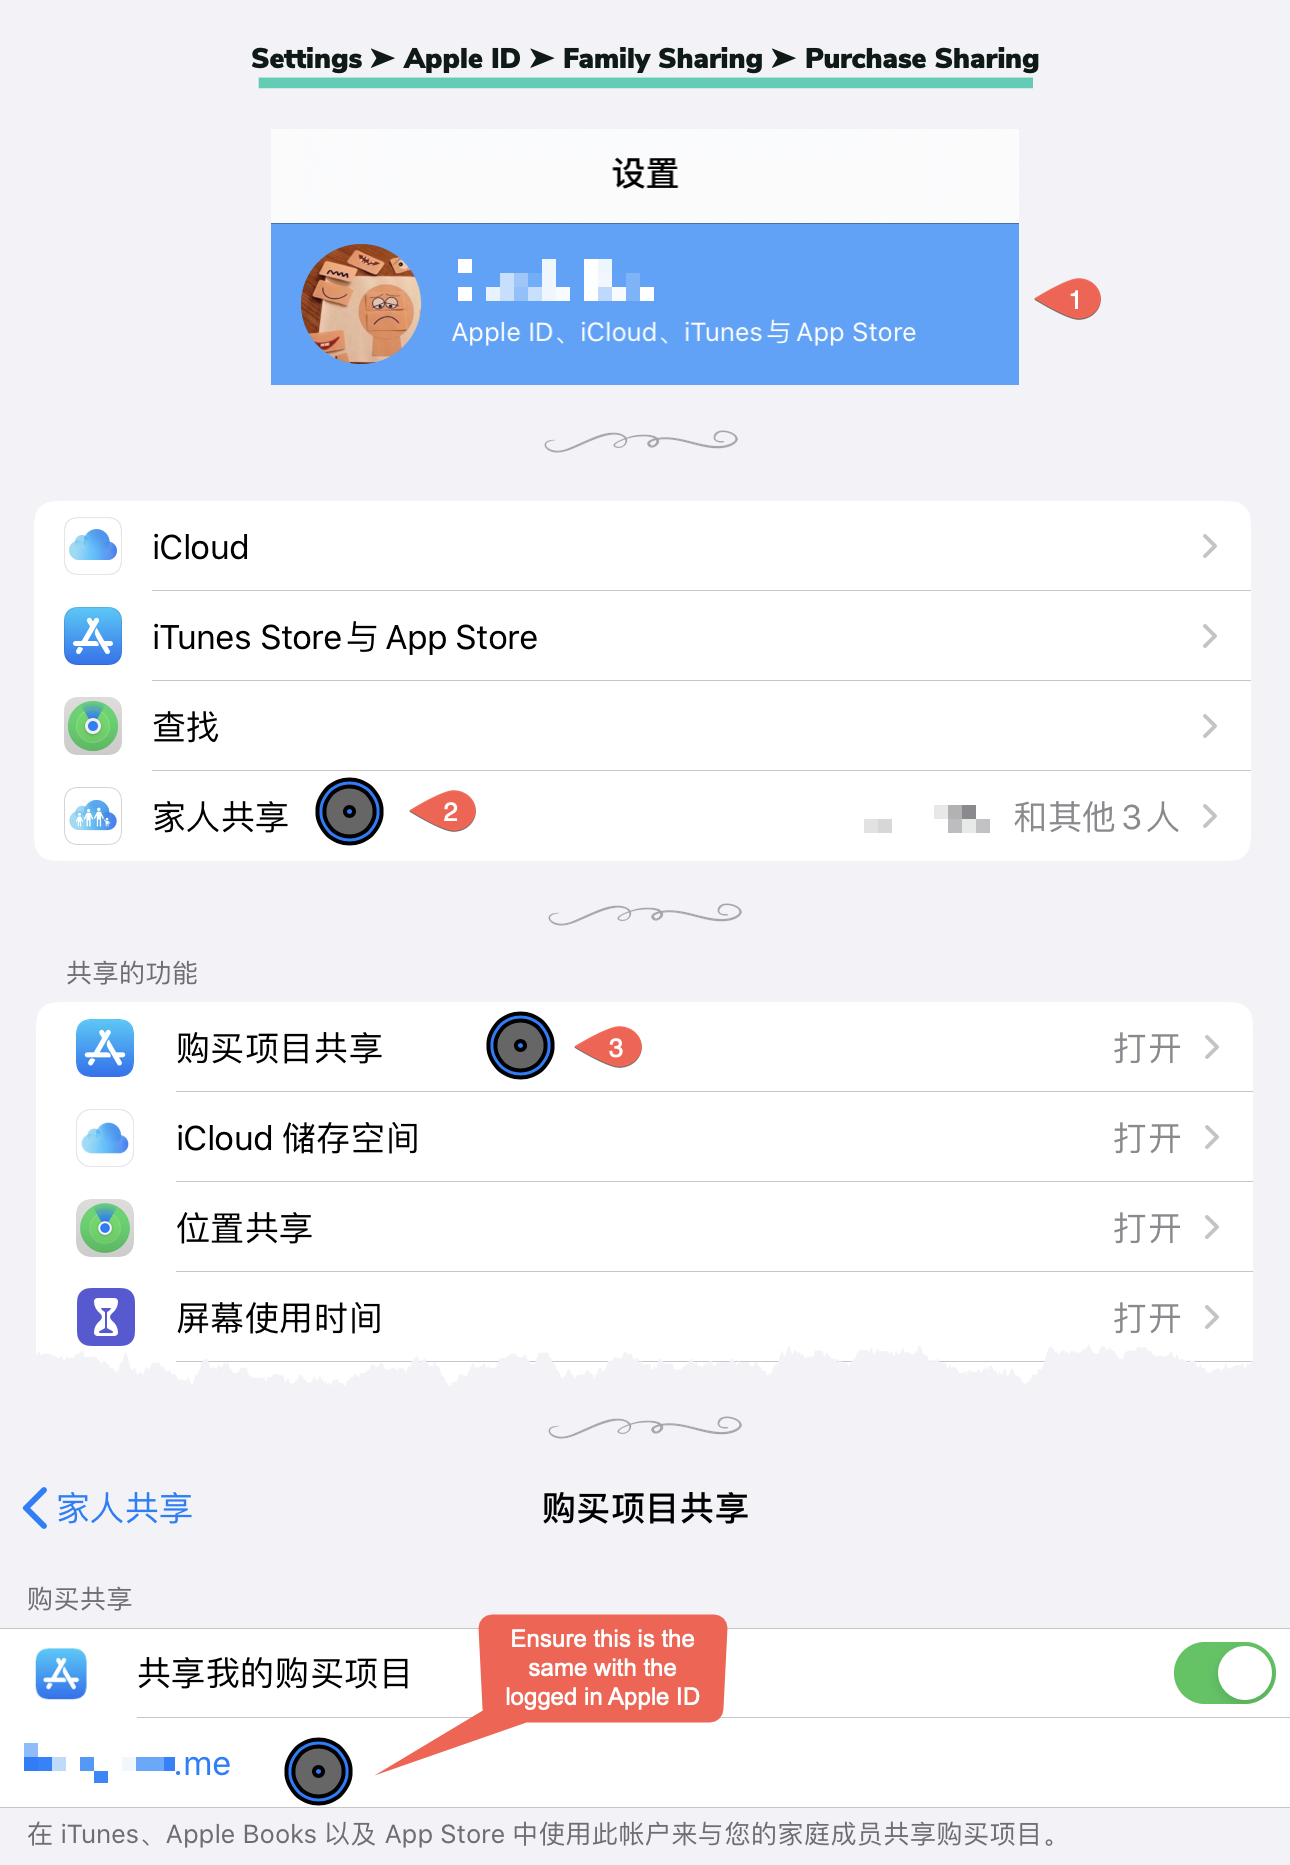 Settings ➤ Apple ID ➤ Family Sharing ➤ Purchase Sharing
设置
Apple ID、iCloud、iTunes与 App Store
1
iCloud
iTunes Store与 App Store
查找
家人共享
2
和其他 3 人
共享的功能
购买项目共享
3
打开
iCloud 储存空间
打开
位置共享
打开
屏幕使用时间
打开
家人共享
购买项目共享
购买共享
Ensure this is the
same with the
logged in Apple ID
共享我的购买项目
.me
在 iTunes、Apple Books 以及 App Store 中使用此帐户来与您的家庭成员共享购买项目。